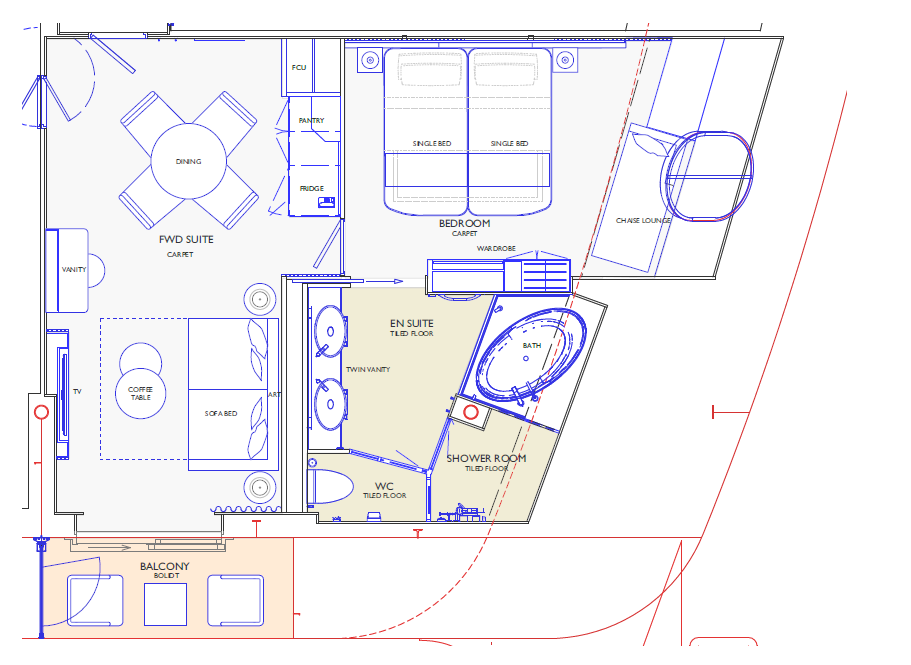 FCU
PANTRY
DINING
SINGLE BED
SINGLE BED
FRIDGE
CHAISE LOUNGE
BEDROOM
CARPET
FWD SUITE
CARPET
WARDROBE
VANITY
EN SUITE
TILED FLOOR
BATH
TWIN VANITY
TV
COFFEE
TABLE
ART
SOFA BED
SHOWER ROOM
TILED FLOOR
WC
TILED FLOOR
BALCONY
BOLIDT